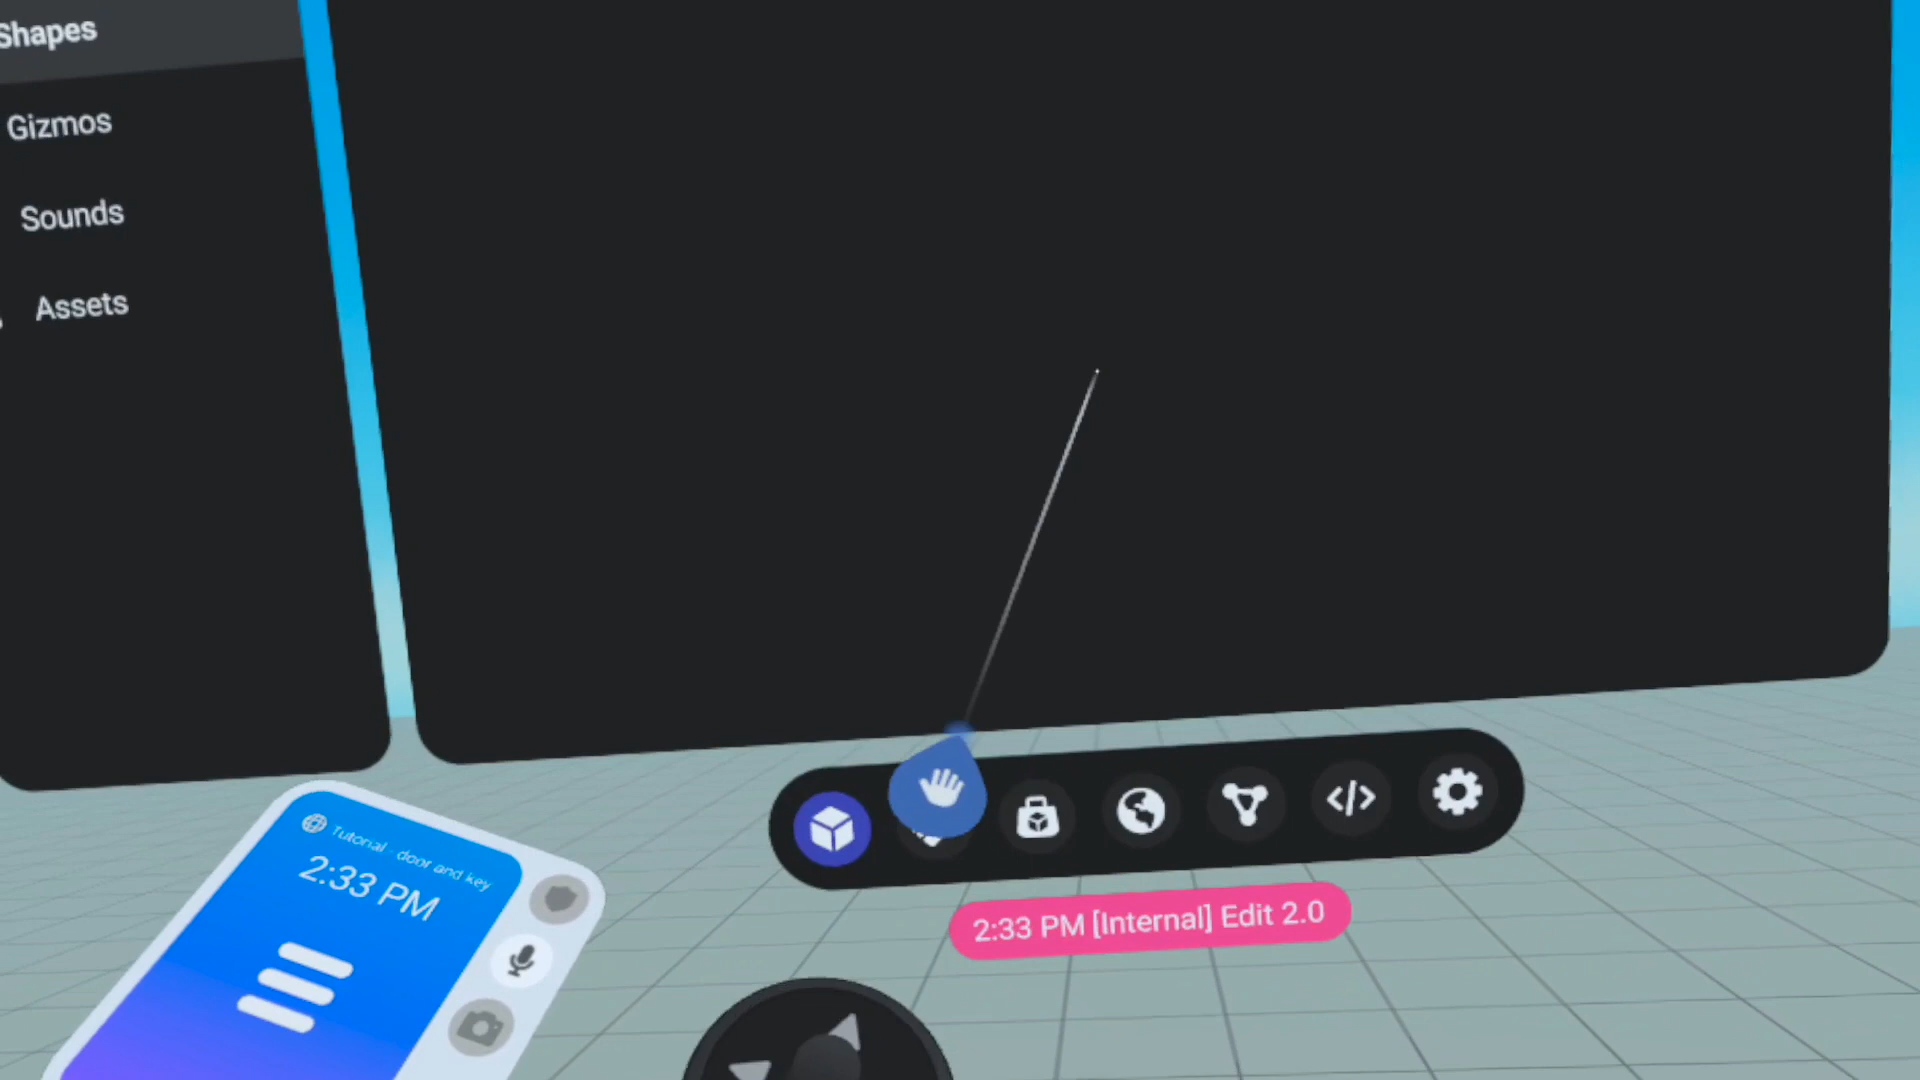 Shapes
Gizmos
Sounds
Assets
Tutorial - door and key
2:33 PM
2:33 PM [Internal] Edit 2.0